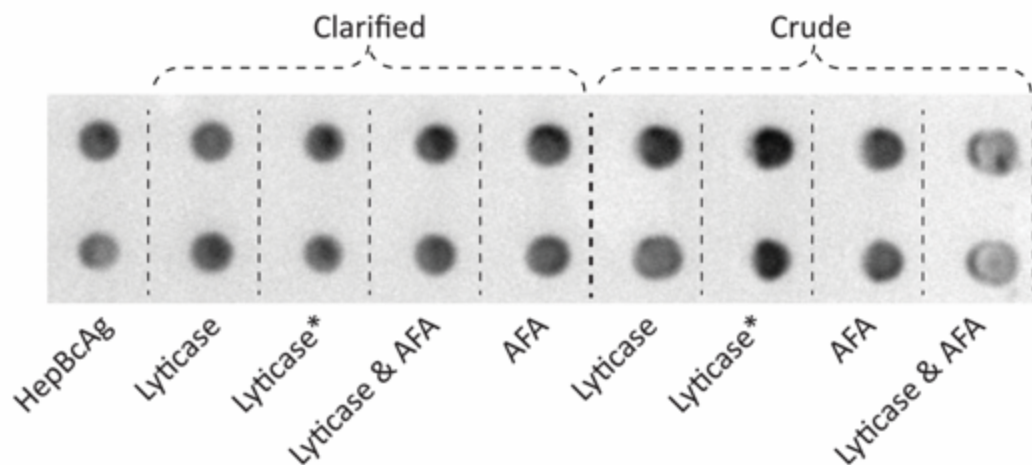 Clarified
Crude
HepBcAg
Lyticase
Lyticase*
Lyticase & AFA
AFA
Lyticase
Lyticase*
AFA
Lyticase & AFA